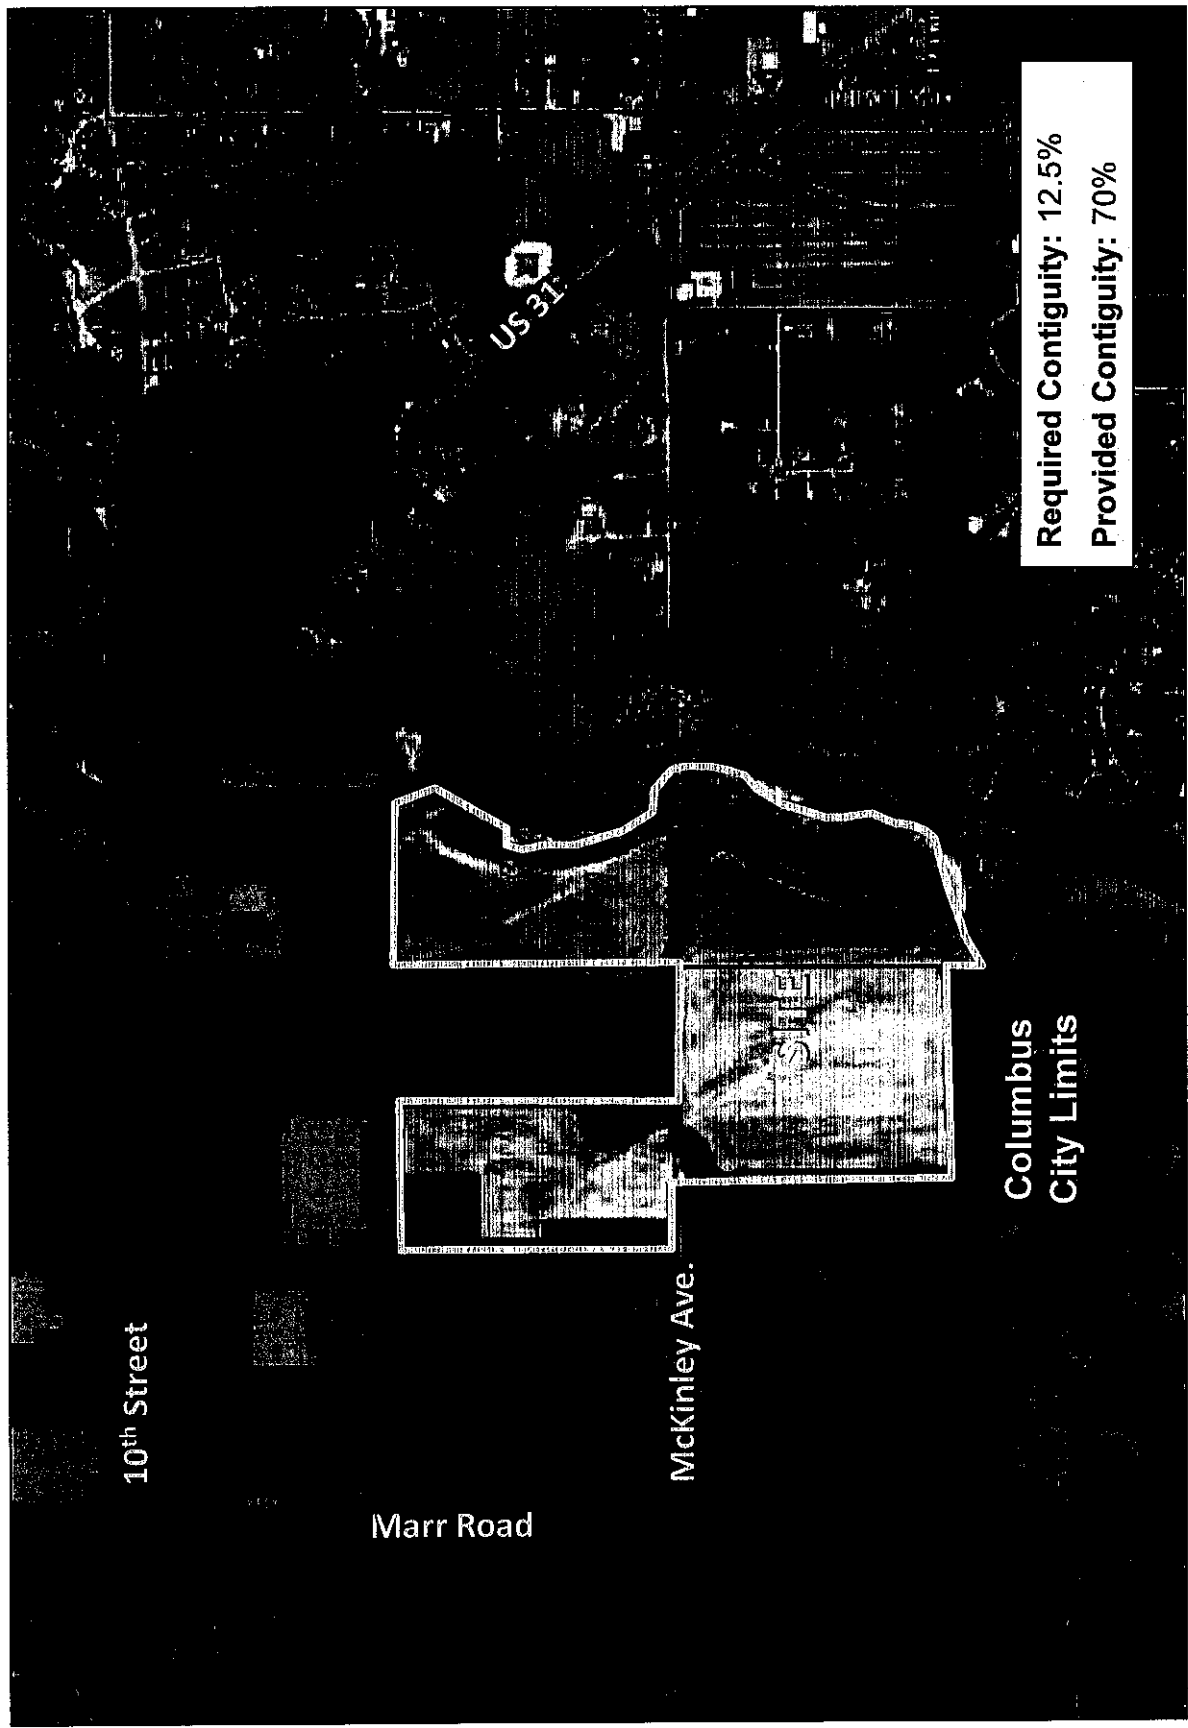 US 31
10th Street
Marr Road
McKinley Ave.
SITE
Columbus
City Limits
Required Contiguity: 12.5%
Provided Contiguity: 70%